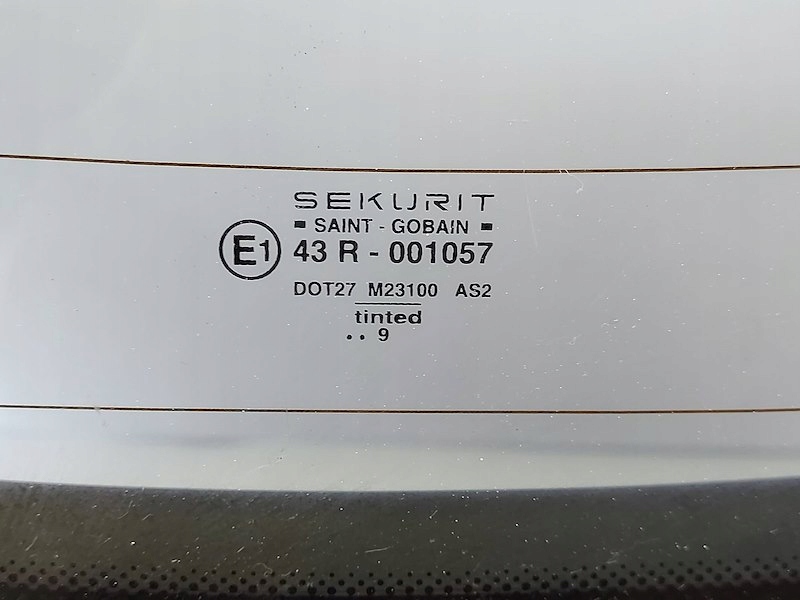 SEKURIT
SAINT - GOBAIN
E1 43 R - 001057
DOT27 M23100 AS2
tinted
.. 9